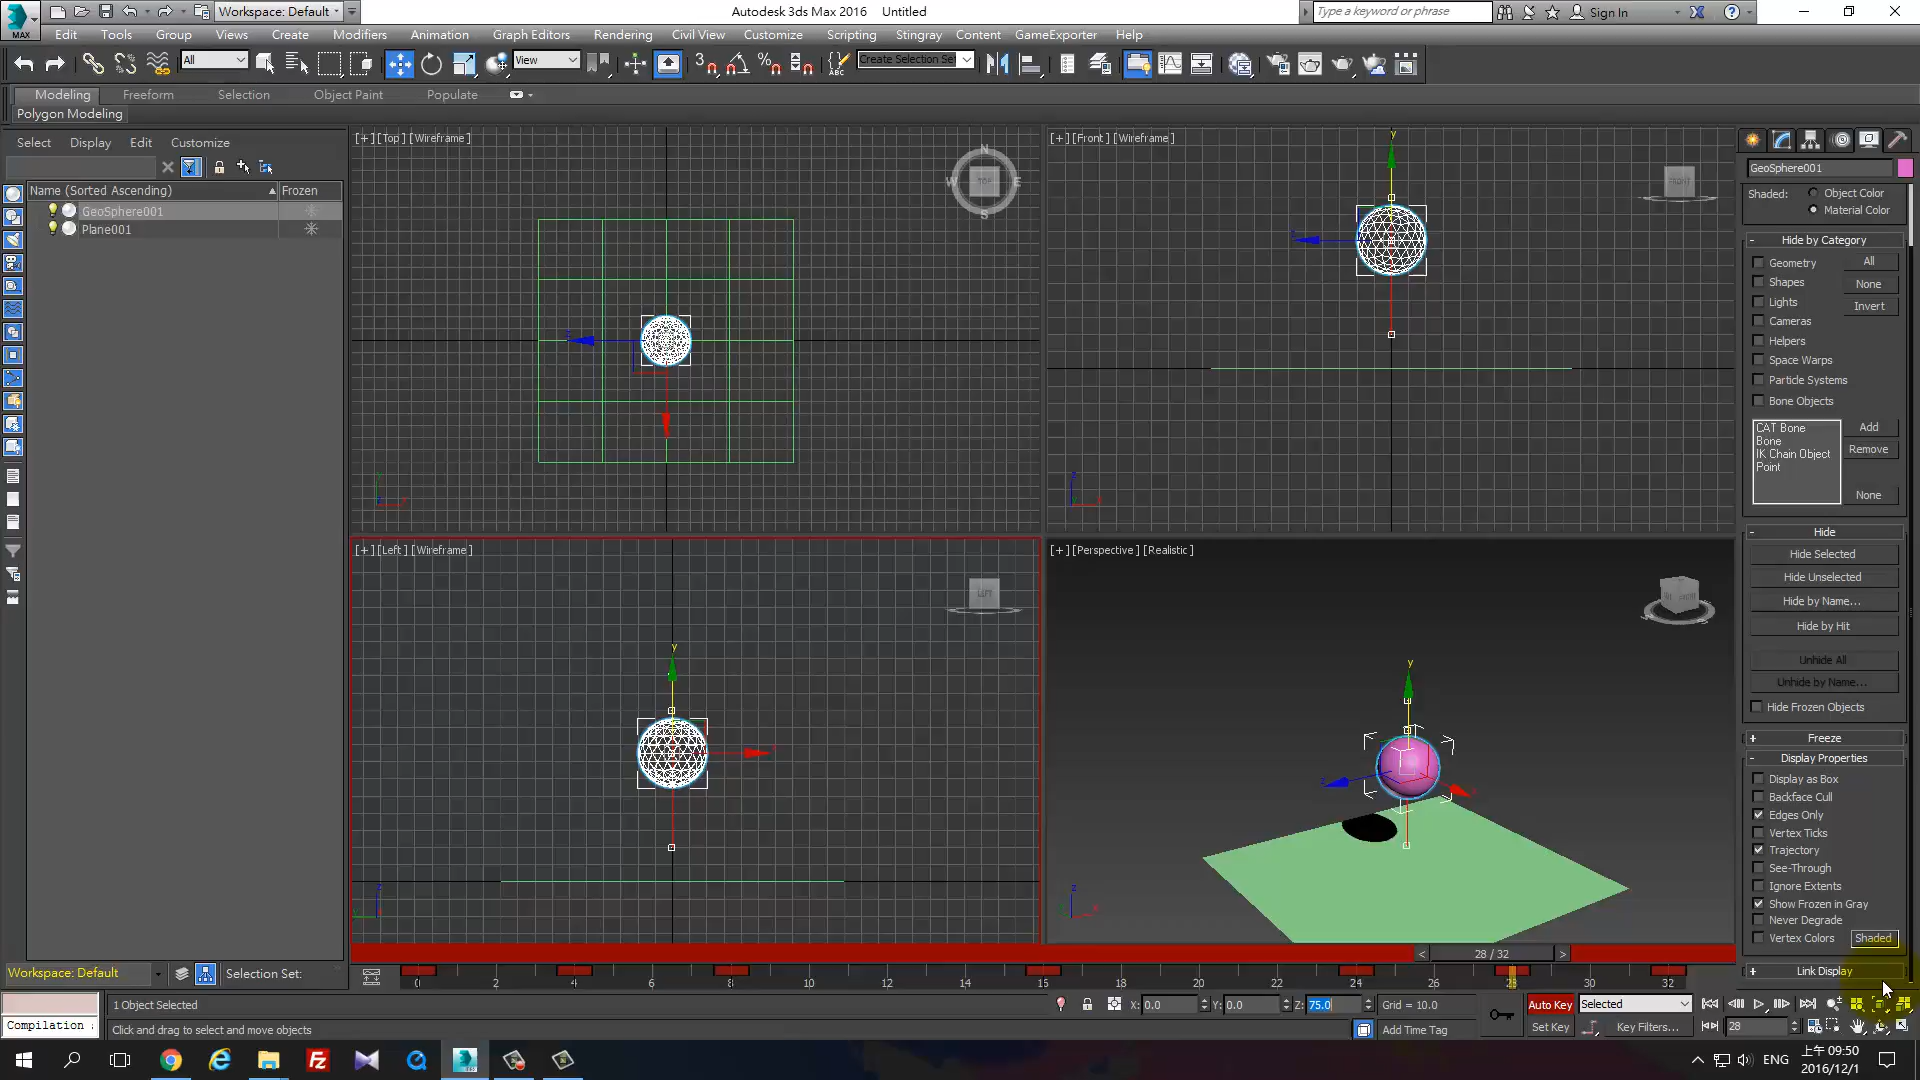 Workspace: Default
Autodesk 3ds Max 2016 Untitled
Type a keyword or phrase
Sign In
MAX
Edit Tools Group Views Create Modifiers Animation Graph Editors Rendering Civil View Customize Scripting Stingray Content GameExporter Help
All
View
3
ABC
Create Selection Set
Modeling Freeform Selection Object Paint Populate
Polygon Modeling
Select Display Edit Customize
Name (Sorted Ascending) Frozen
GeoSphere001
Plane001
[+][Top][Wireframe]
N
W TOP E
S
[+][Front][Wireframe]
y
FRONT
[+][Left][Wireframe]
LEFT
y
[+][Perspective][Realistic]
y
z
GeoSphere001
Shaded: Object Color
Material Color
- Hide by Category
Geometry All
Shapes None
Lights Invert
Cameras
Helpers
Space Warps
Particle Systems
Bone Objects
CAT Bone Add
Bone Remove
IK Chain Object
Point
None
- Hide
Hide Selected
Hide Unselected
Hide by Name...
Hide by Hit
Unhide All
Unhide by Name...
Hide Frozen Objects
+ Freeze
- Display Properties
Display as Box
Backface Cull
Edges Only
Vertex Ticks
Trajectory
See-Through
Ignore Extents
Show Frozen in Gray
Never Degrade
Vertex Colors Shaded
+ Link Display
< 28 / 32 >
Workspace: Default Selection Set:
0 2 4 6 8 10 12 14 16 18 20 22 24 26 28 30 32
1 Object Selected
X: 0.0 Y: 0.0 Z: 75.0 Grid = 10.0
Auto Key Selected
Compilation
Click and drag to select and move objects
Add Time Tag
Set Key Key Filters...
28
ENG
上午 09:50
2016/12/1